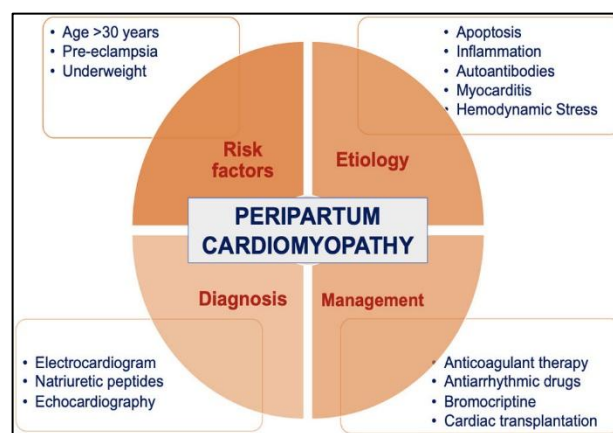 • Age >30 years
• Pre-eclampsia
• Underweight
• Apoptosis
• Inflammation
• Autoantibodies
• Myocarditis
• Hemodynamic Stress
Risk
factors
Etiology
PERIPARTUM
CARDIOMYOPATHY
Diagnosis
Management
• Electrocardiogram
• Natriuretic peptides
• Echocardiography
• Anticoagulant therapy
• Antiarrhythmic drugs
• Bromocriptine
• Cardiac transplantation